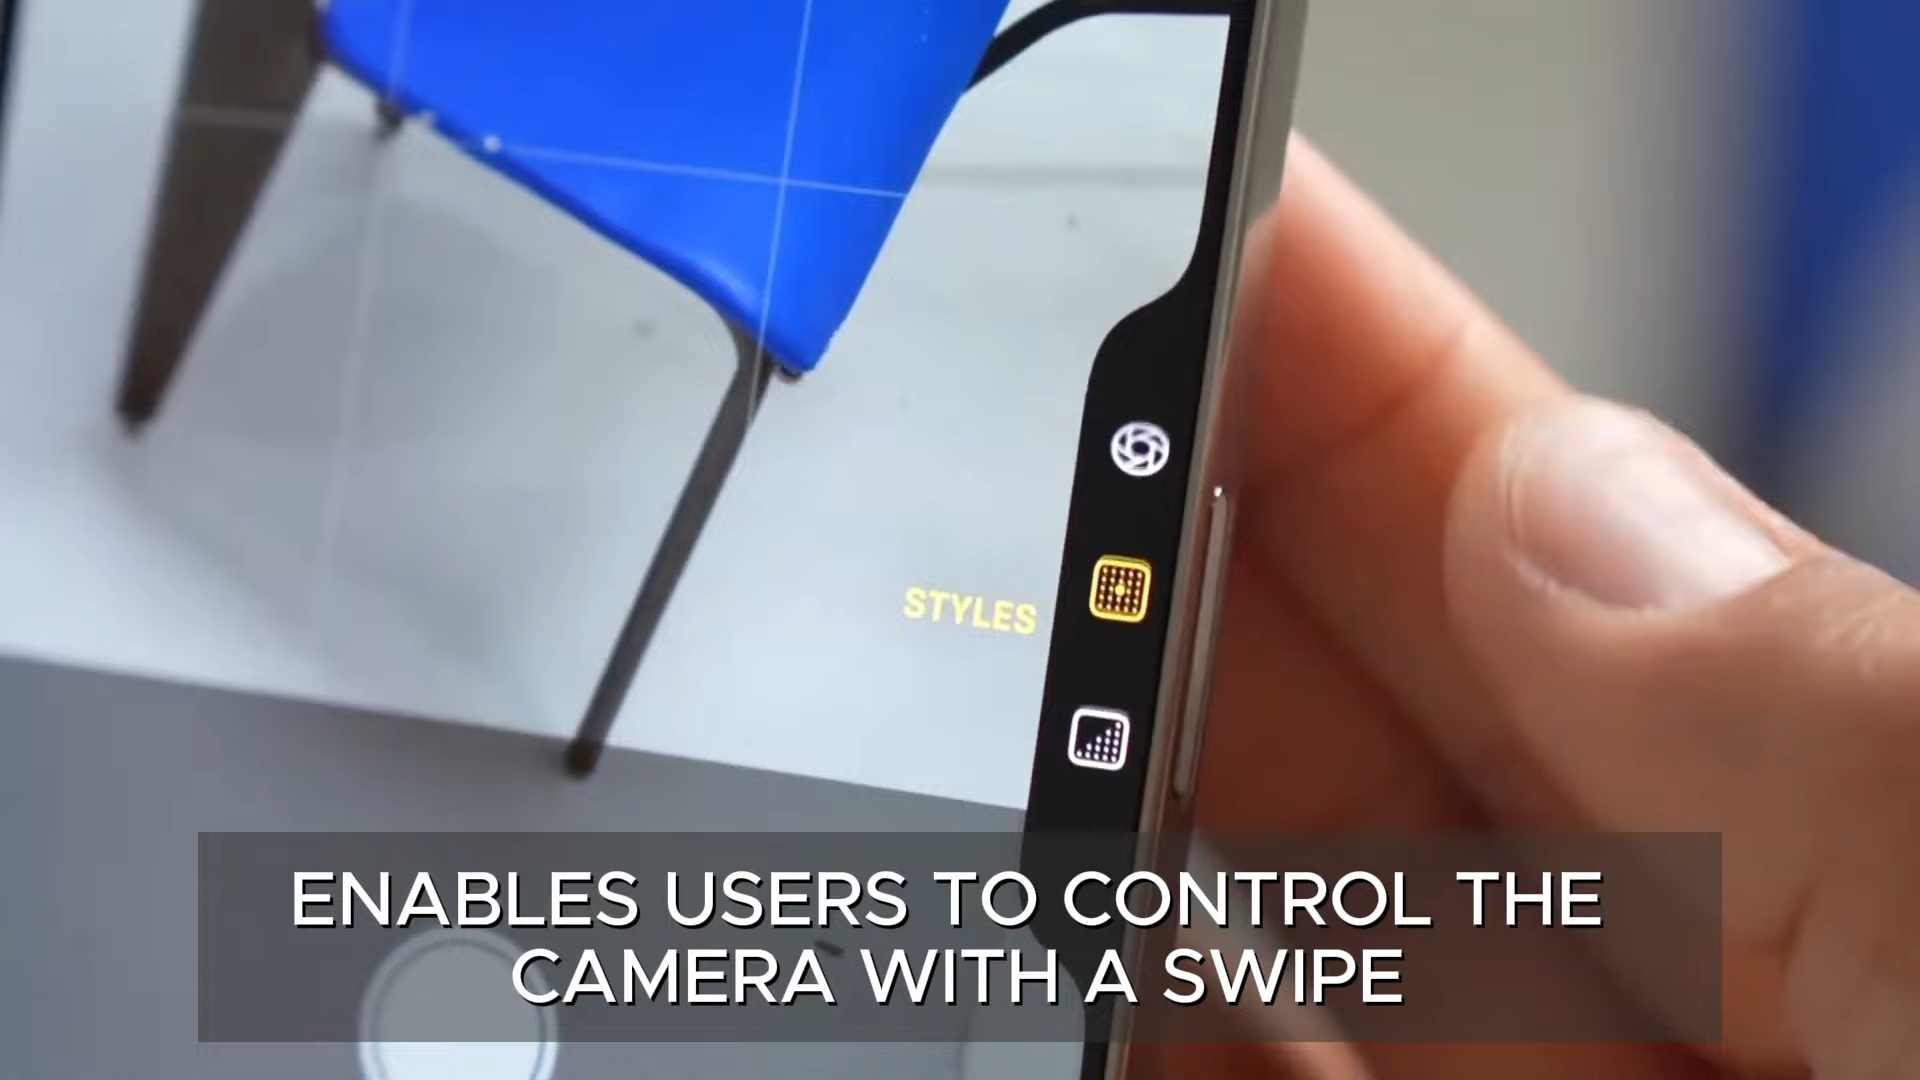 STYLES
ENABLES USERS TO CONTROL THE
CAMERA WITH A SWIPE